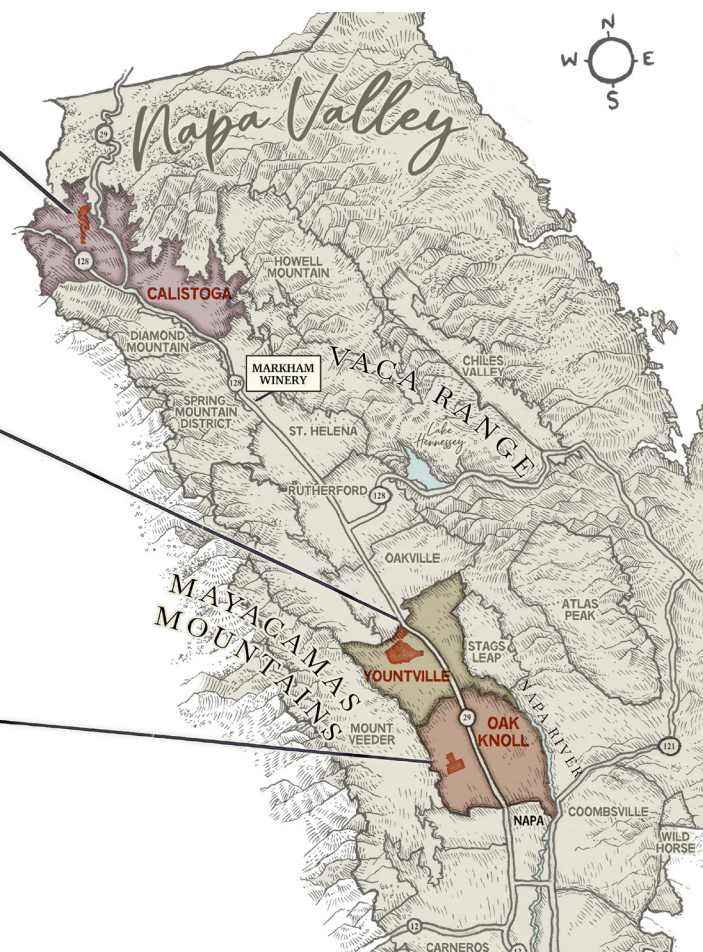 N
W E
S
Napa Valley
29
128
CALISTOGA
HOWELL
MOUNTAIN
DIAMOND
MOUNTAIN
MARKHAM
WINERY
128
VACA RANGE
CHILES
VALLEY
SPRING
MOUNTAIN
DISTRICT
ST. HELENA
Lake
Hennessey
RUTHERFORD
128
OAKVILLE
MAYACAMAS
MOUNTAINS
ATLAS
PEAK
STAGS
LEAP
YOUNTVILLE
NAPA RIVER
29
OAK
KNOLL
MOUNT
VEEDER
121
NAPA
COOMBSVILLE
WILD
HORSE
12
CARNEROS